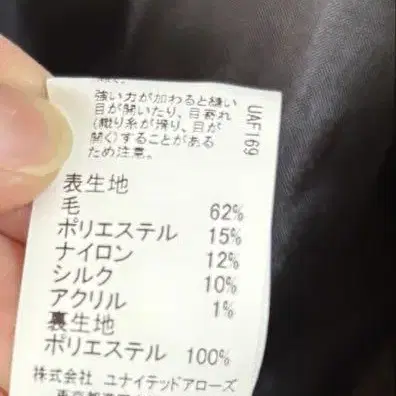 強い力が加わると縫い
目が開いたり、目寄れ
(織り糸が滑り、目が
開く)することがある
ため注意。
UAF169
表生地
毛 62%
ポリエステル 15%
ナイロン 12%
シルク 10%
アクリル 1%
裏生地
ポリエステル 100%
株式会社 ユナイテッドアローズ